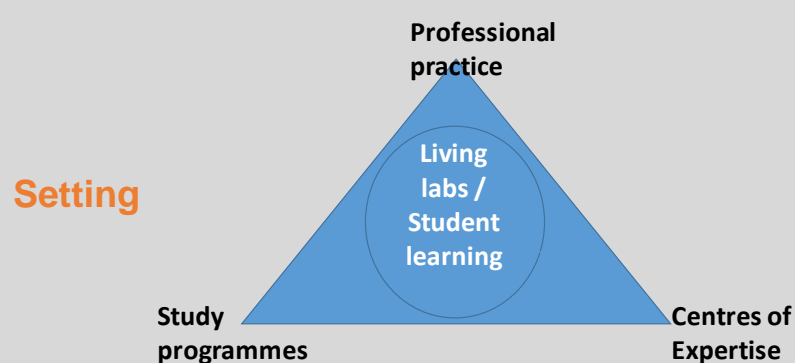 Professional
practice
Living
labs /
Student
learning
Setting
Study
programmes
Centres of
Expertise